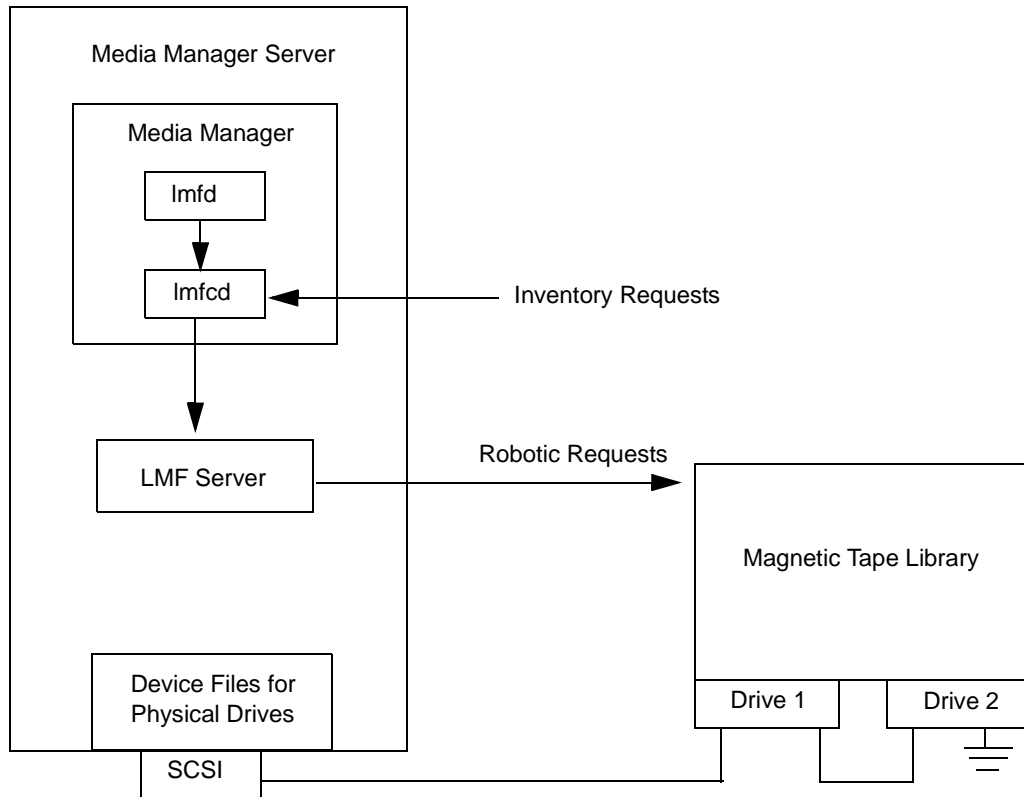 Media Manager Server
Media Manager
lmfd
lmfcd
Inventory Requests
Robotic Requests
LMF Server
Magnetic Tape Library
Device Files for
Physical Drives
Drive 1
Drive 2
SCSI